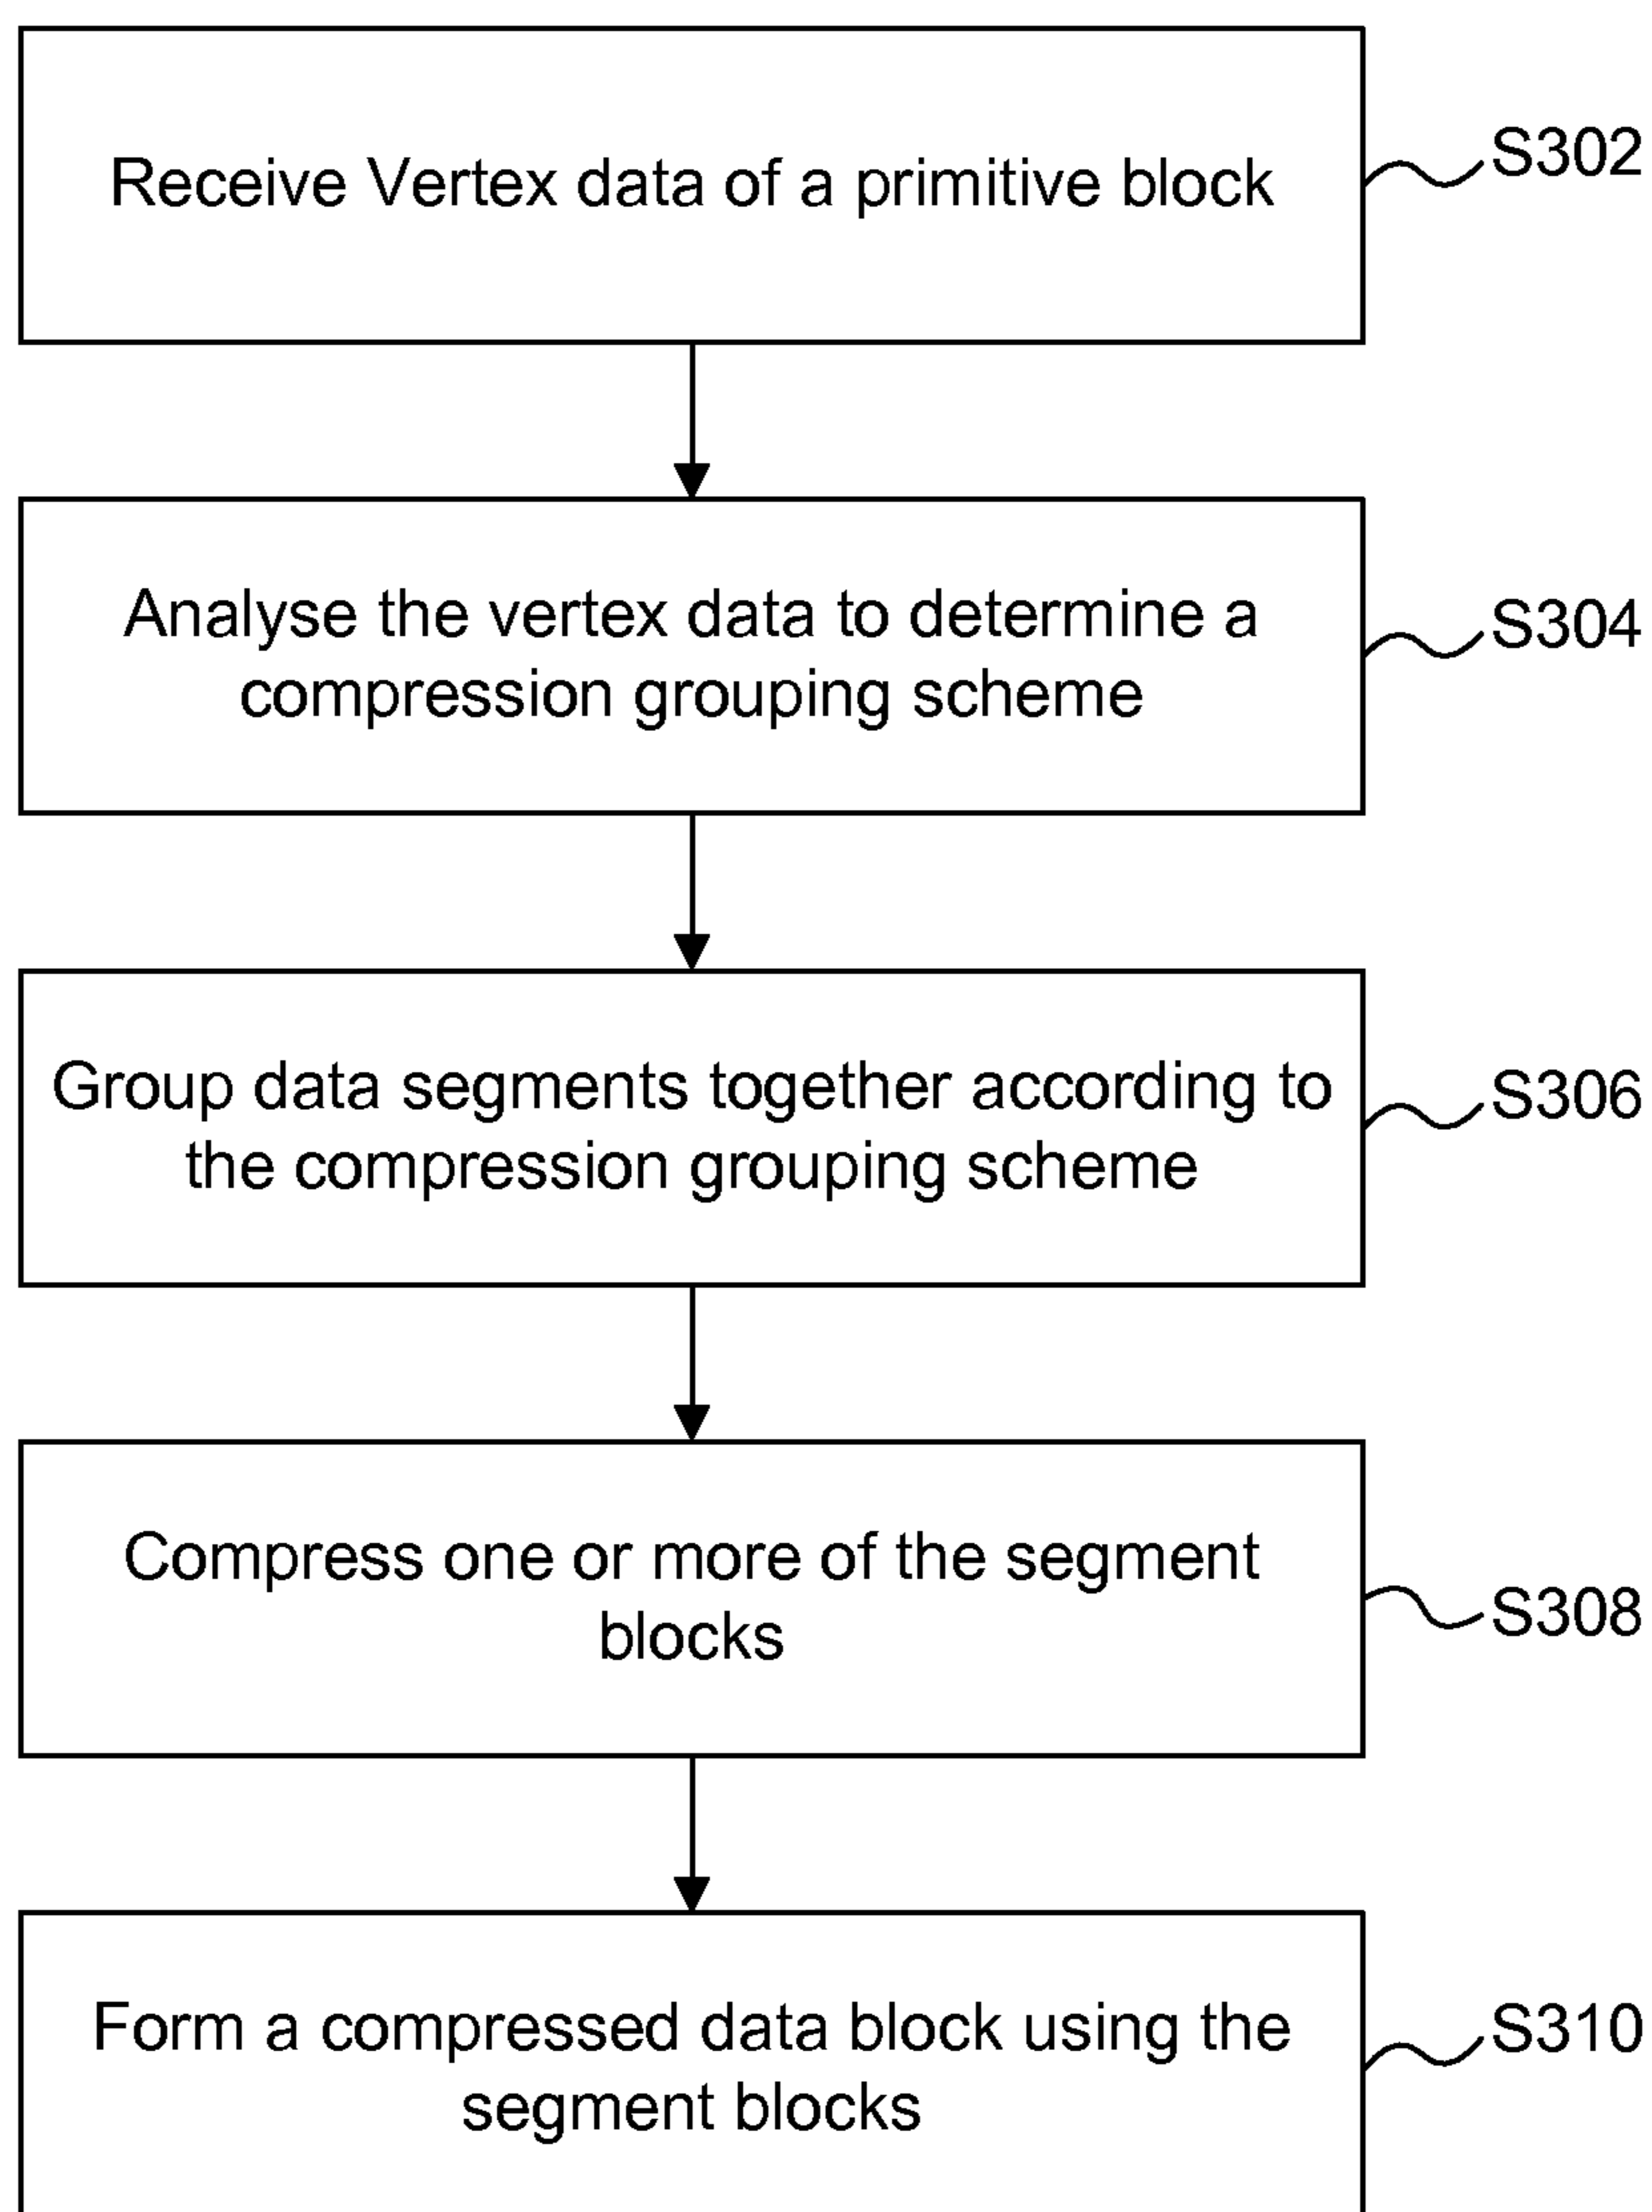 Receive Vertex data of a primitive block
S302
Analyse the vertex data to determine a
compression grouping scheme
S304
Group data segments together according to
the compression grouping scheme
S306
Compress one or more of the segment
blocks
S308
Form a compressed data block using the
segment blocks
S310